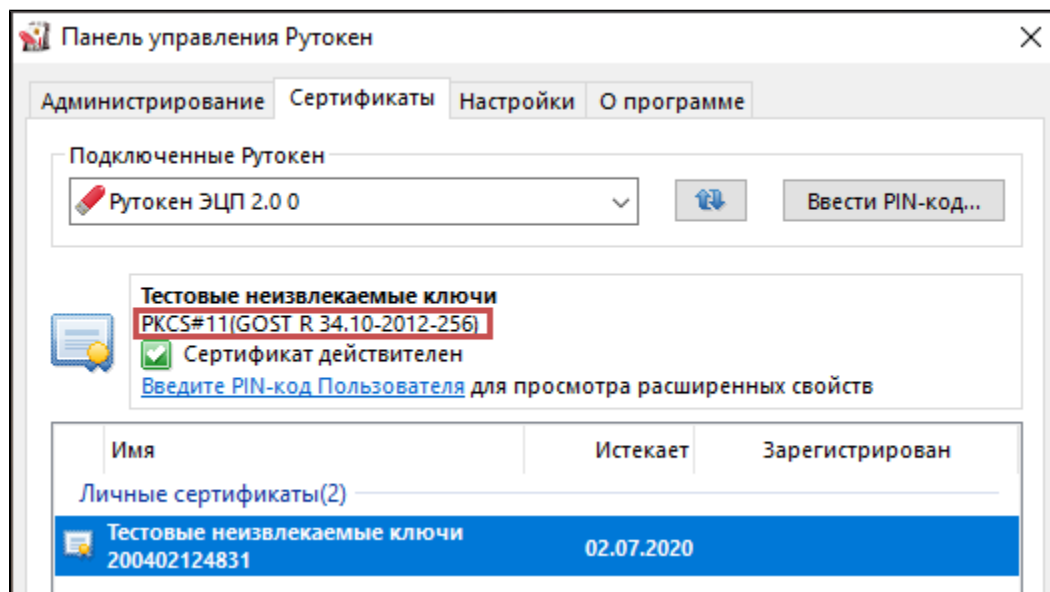 Панель управления Рутокен
Администрирование Сертификаты Настройки О программе
Подключенные Рутокен
Рутокен ЭЦП 2.0 0 Ввести PIN-код...
Тестовые неизвлекаемые ключи
PKCS#11(GOST R 34.10-2012-256)
Сертификат действителен
Введите PIN-код Пользователя для просмотра расширенных свойств
Имя Истекает Зарегистрирован
Личные сертификаты(2)
Тестовые неизвлекаемые ключи
200402124831 02.07.2020